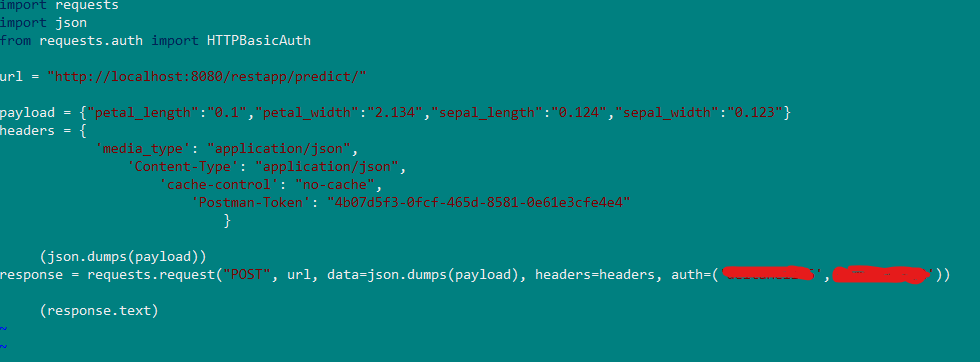 import requests
import json
from requests.auth import HTTPBasicAuth
url = "http://localhost:8080/restapp/predict/"
payload = {"petal_length":"0.1","petal_width":"2.134","sepal_length":"0.124","sepal_width":"0.123"}
headers = {
'media_type': "application/json",
'Content-Type': "application/json",
'cache-control': "no-cache",
'Postman-Token': "4b07d5f3-0fcf-465d-8581-0e61e3cfe4e4"
}
(json.dumps(payload))
response = requests.request("POST", url, data=json.dumps(payload), headers=headers, auth=(' ',' '))
(response.text)
~
~